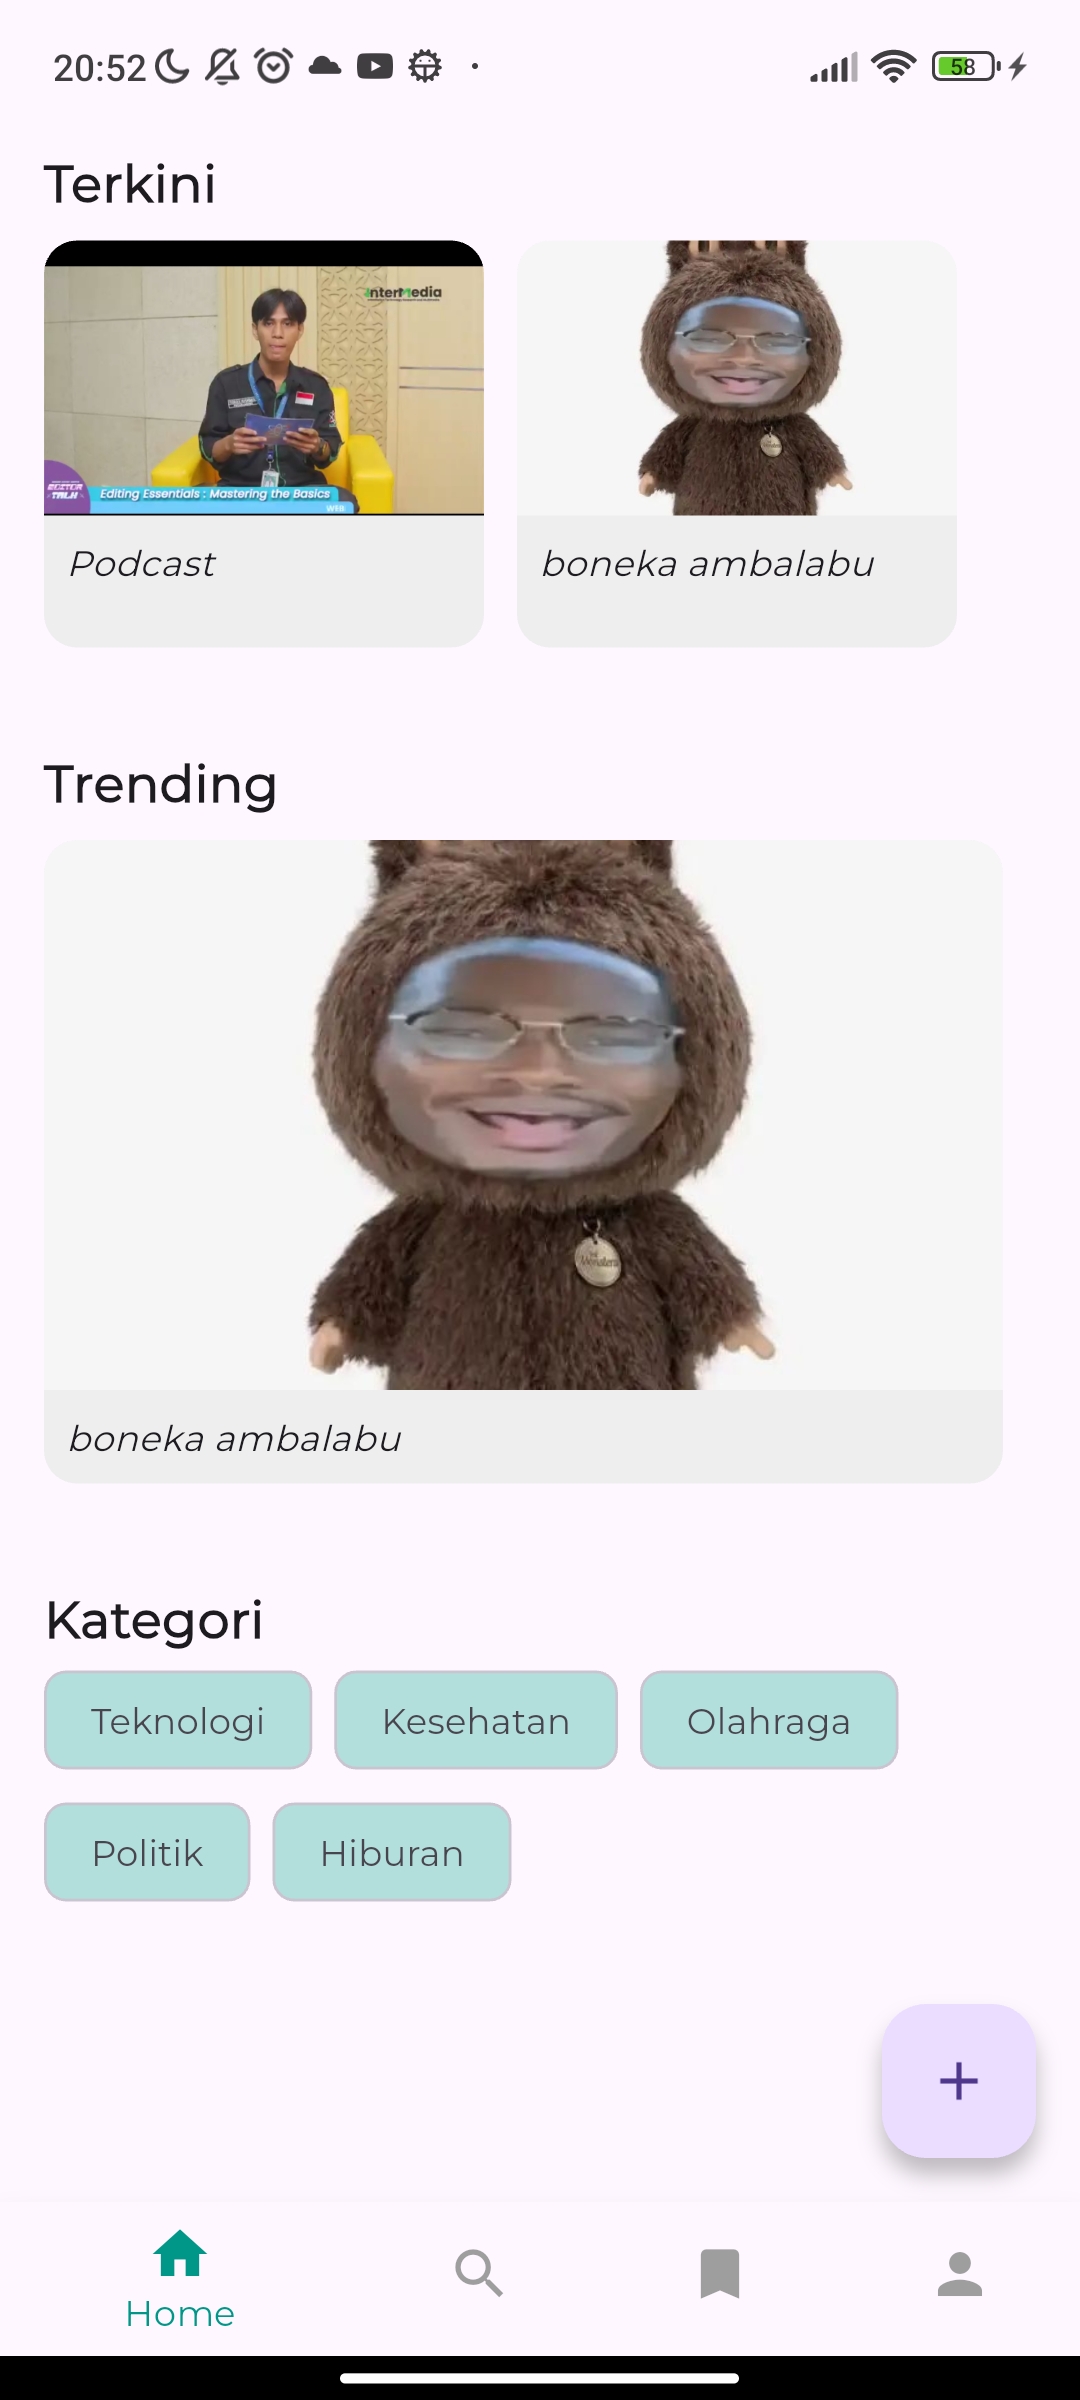 20:52
58
Terkini
InterMedia
EDITOR
TALK
Editing Essentials : Mastering the Basics
WEB
Podcast
boneka ambalabu
Trending
boneka ambalabu
Kategori
Teknologi
Kesehatan
Olahraga
Politik
Hiburan
Home